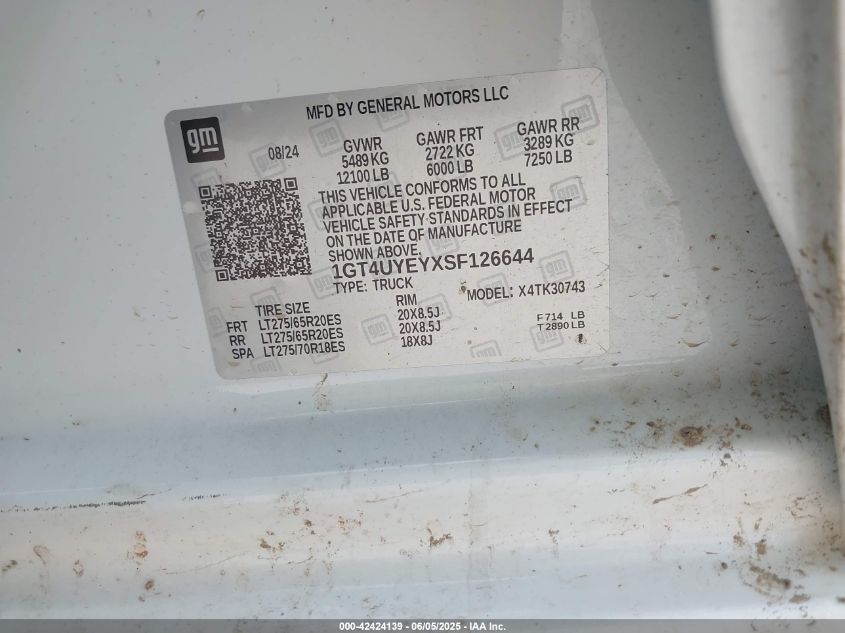 MFD BY GENERAL MOTORS LLC
gm
08/24
GVWR GAWR FRT GAWR RR
5489 KG 2722 KG 3289 KG
12100 LB 6000 LB 7250 LB
THIS VEHICLE CONFORMS TO ALL
APPLICABLE U.S. FEDERAL MOTOR
VEHICLE SAFETY STANDARDS IN EFFECT
ON THE DATE OF MANUFACTURE
SHOWN ABOVE.
1GT4UYEYXSF126644
TYPE: TRUCK MODEL: X4TK30743
TIRE SIZE RIM
FRT LT275/65R20ES 20X8.5J F 714 LB
RR LT275/65R20ES 20X8.5J T 2890 LB
SPA LT275/70R18ES 18X8J
000-42424139 - 06/05/2025 - IAA Inc.